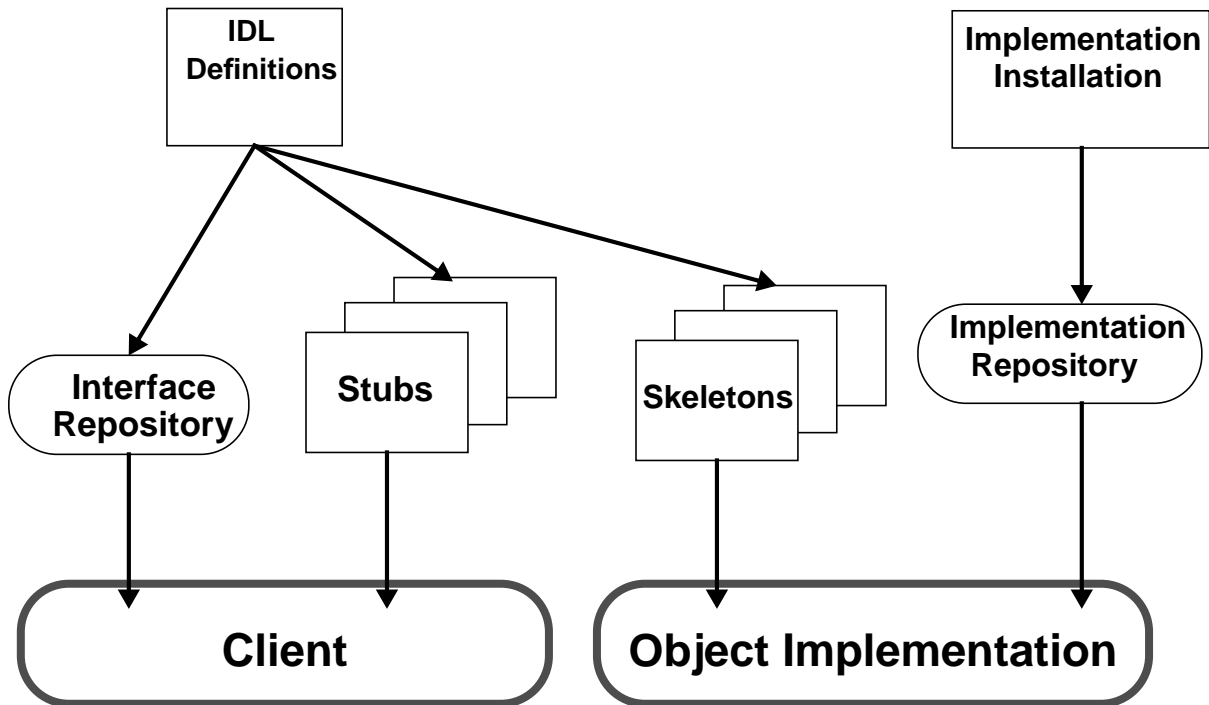 IDL
Definitions
Implementation
Installation
Interface
Repository
Stubs
Skeletons
Implementation
Repository
Client
Object Implementation